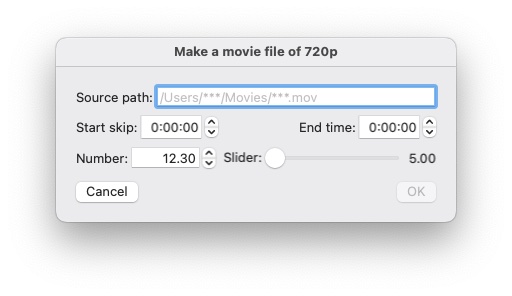 Make a movie file of 720p
Source path: /Users/***/Movies/***.mov
Start skip: 0:00:00 End time: 0:00:00
Number: 12.30 Slider: 5.00
Cancel OK